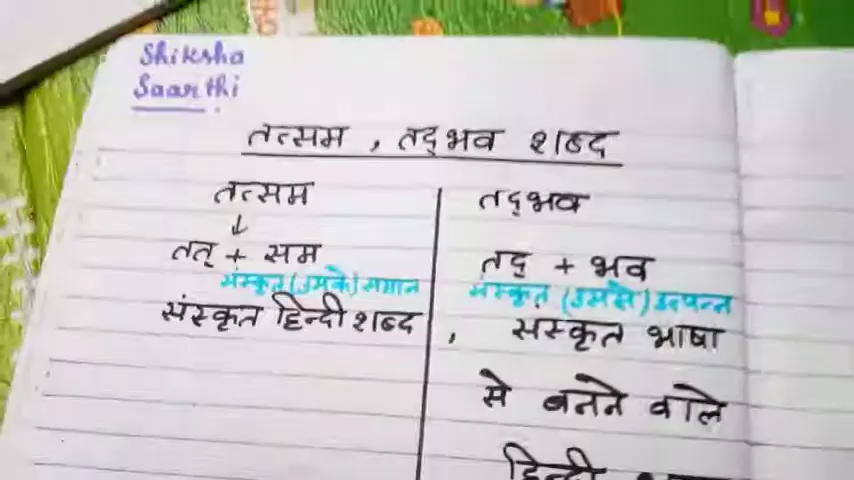 Shiksha
Saarthi
तत्सम , तद् भव शब्द
तत्सम
↓
तत् + सम
संस्कृत (उसके) समान
संस्कृत हिन्दी शब्द
तद् भव
तद् + भव
संस्कृत (उससे) उत्पन्न
, संस्कृत भाषा
से बनने वाले
हिन्दी